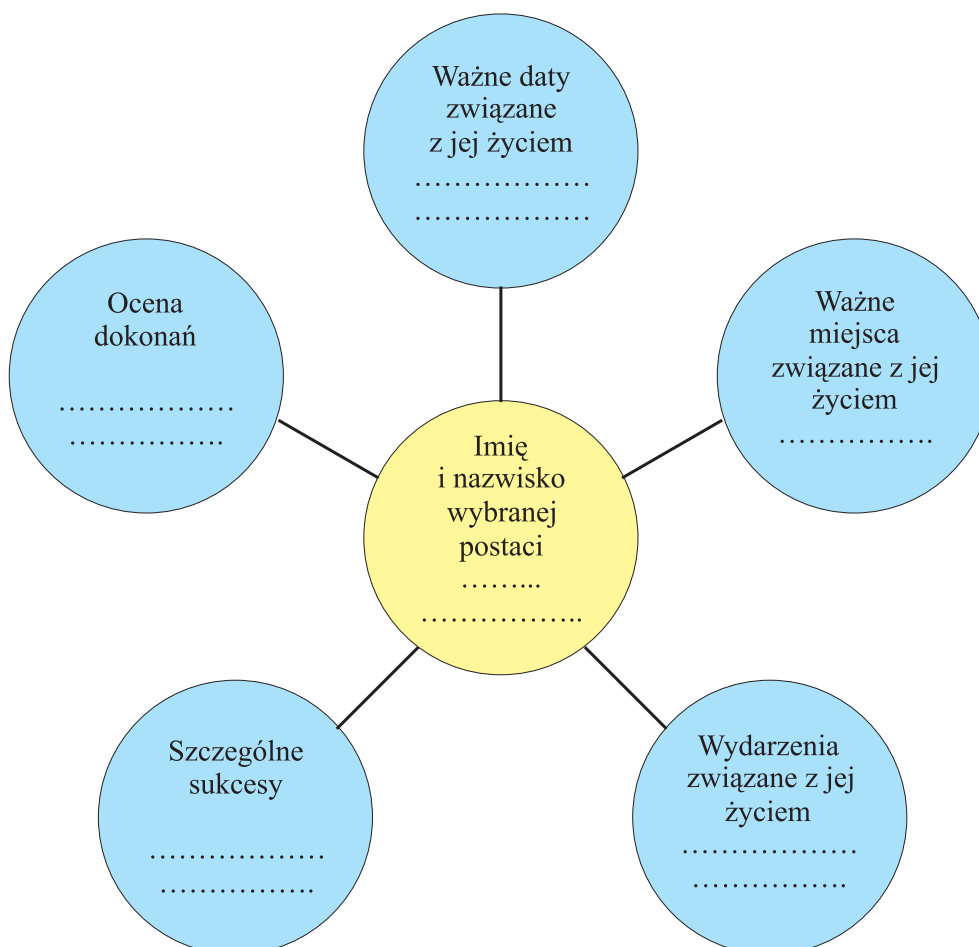 Ważne daty
związane
z jej życiem
………………
………………
Ocena
dokonań
………………
…………….
Ważne
miejsca
związane z jej
życiem
…………….
Imię
i nazwisko
wybranej
postaci
……...
……………..
Szczególne
sukcesy
………………
…………….
Wydarzenia
związane z jej
życiem
………………
…………….